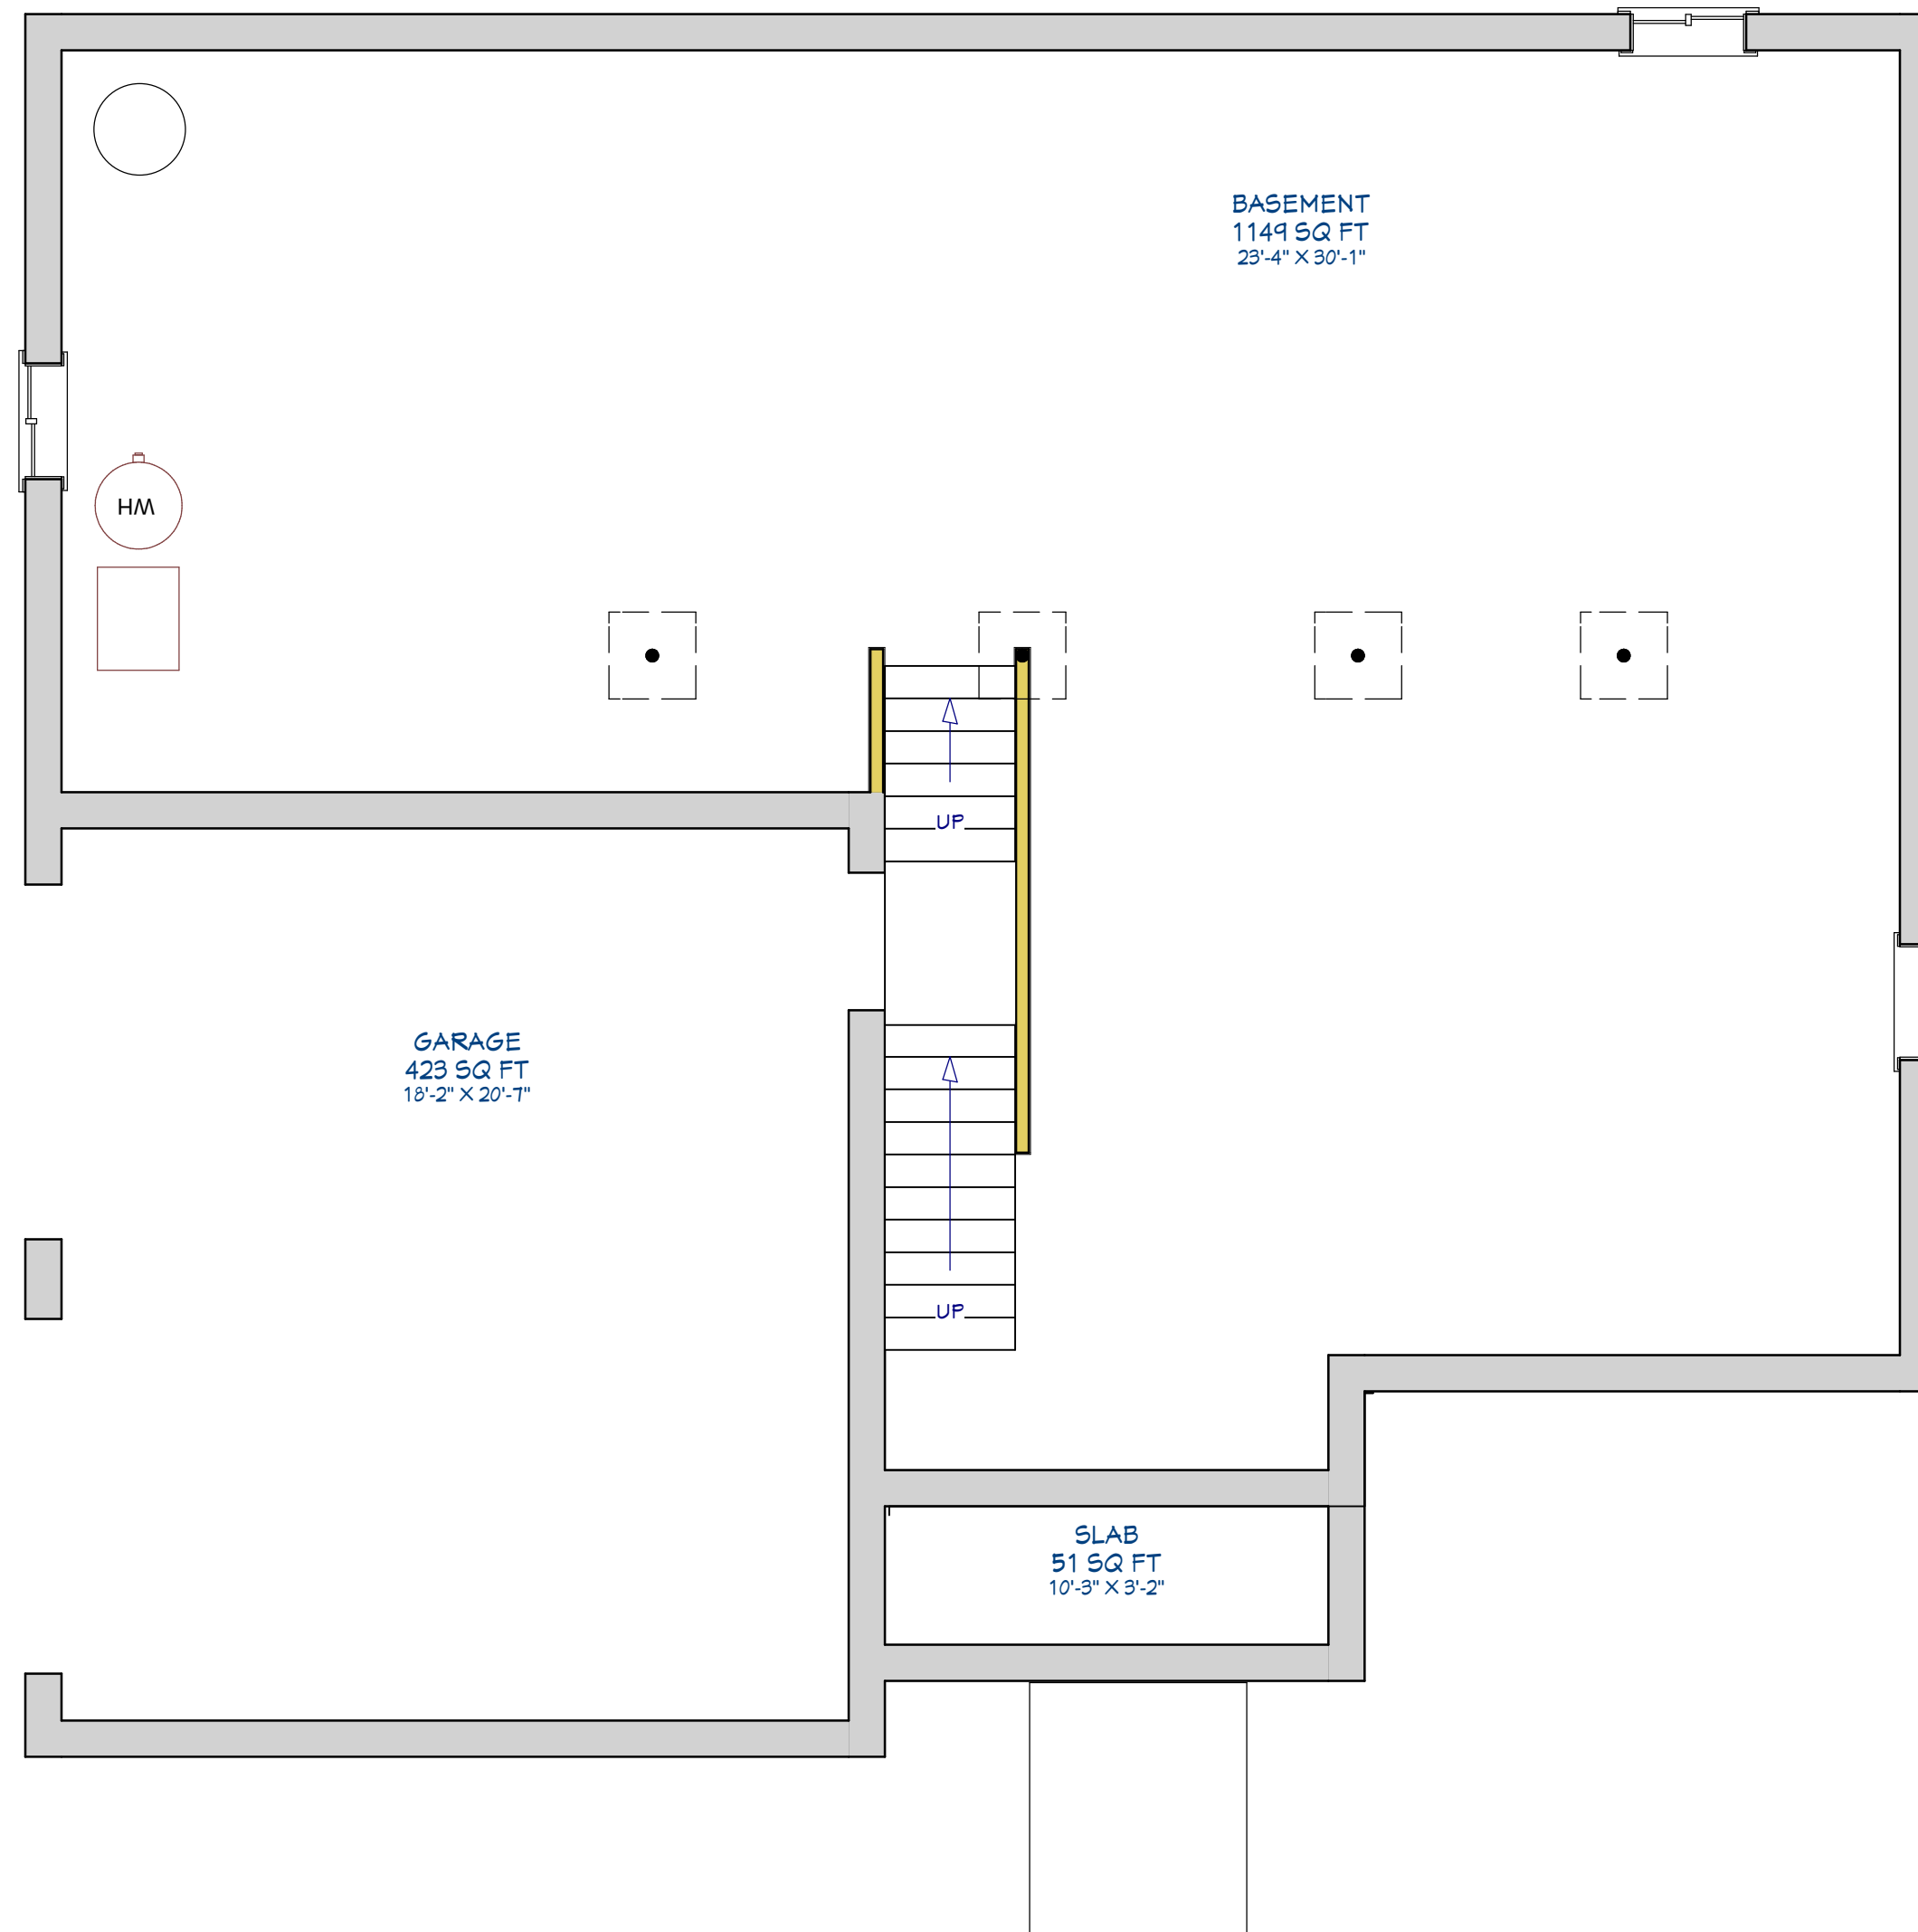 BASEMENT
1149 SQ FT
23'-4" X 30'-1"
WH
UP
GARAGE
423 SQ FT
18'-2" X 20'-7"
UP
SLAB
51 SQ FT
10'-3" X 3'-2"